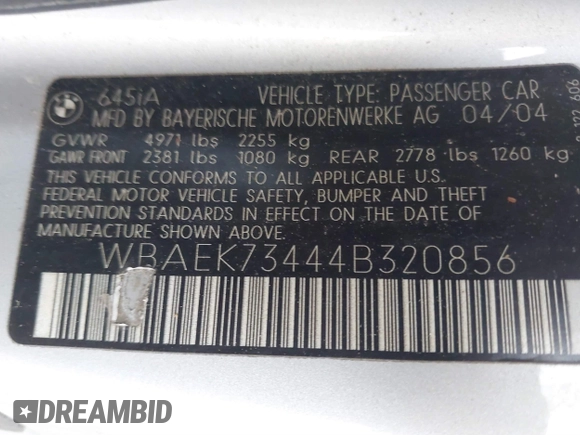 BMW 645iA VEHICLE TYPE: PASSENGER CAR
MFD BY BAYERISCHE MOTORENWERKE AG 04/04
GVWR 4971 lbs 2255 kg
GAWR FRONT 2381 lbs 1080 kg REAR 2778 lbs 1260 kg
THIS VEHICLE CONFORMS TO ALL APPLICABLE U.S.
FEDERAL MOTOR VEHICLE SAFETY, BUMPER AND THEFT
PREVENTION STANDARDS IN EFFECT ON THE DATE OF
MANUFACTURE SHOWN ABOVE.
WBAEK73444B320856
DREAMBID